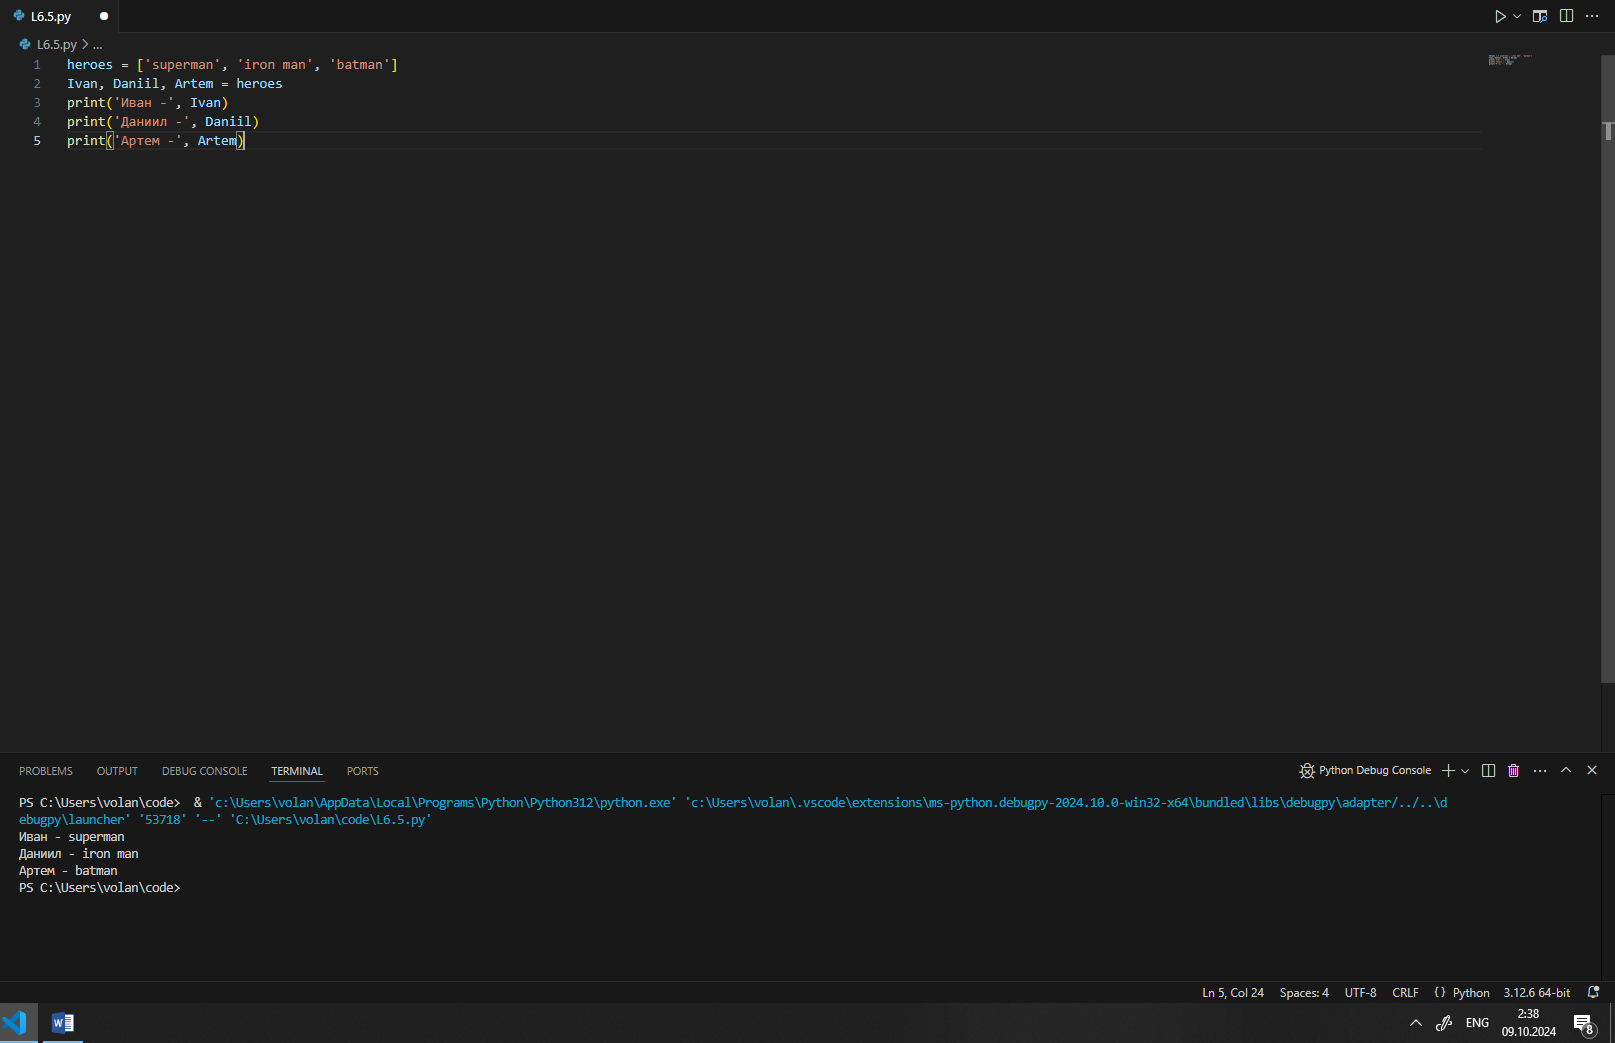 L6.5.py
L6.5.py > ...
1 heroes = ['superman', 'iron man', 'batman']
2 Ivan, Daniil, Artem = heroes
3 print('Иван -', Ivan)
4 print('Даниил -', Daniil)
5 print('Артем -', Artem)
PROBLEMS OUTPUT DEBUG CONSOLE TERMINAL PORTS Python Debug Console
PS C:\Users\volan\code>  & 'c:\Users\volan\AppData\Local\Programs\Python\Python312\python.exe' 'c:\Users\volan\.vscode\extensions\ms-python.debugpy-2024.10.0-win32-x64\bundled\libs\debugpy\adapter/../..\d
ebugpy\launcher' '53718' '--' 'C:\Users\volan\code\L6.5.py'
Иван - superman
Даниил - iron man
Артем - batman
PS C:\Users\volan\code>
Ln 5, Col 24 Spaces: 4 UTF-8 CRLF {} Python 3.12.6 64-bit
W ENG 2:38
09.10.2024 8